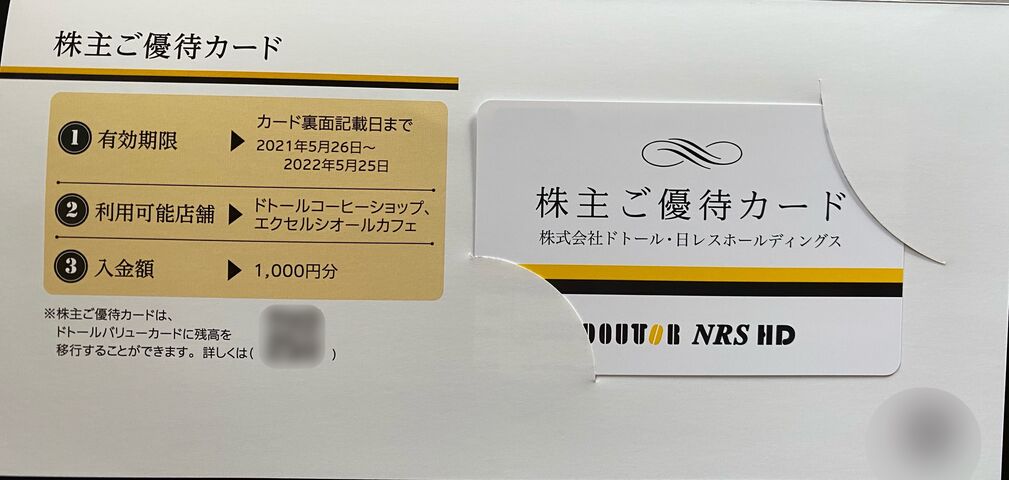 株主ご優待カード
1 有効期限 ▶ カード裏面記載日まで
2021年5月26日〜
2022年5月25日
2 利用可能店舗 ▶ ドトールコーヒーショップ、
エクセルシオールカフェ
3 入金額 ▶ 1,000円分
※株主ご優待カードは、
ドトールバリューカードに残高を
移行することができます。詳しくは( )
株主ご優待カード
株式会社ドトール・日レスホールディングス
DOUTOR NRS HD